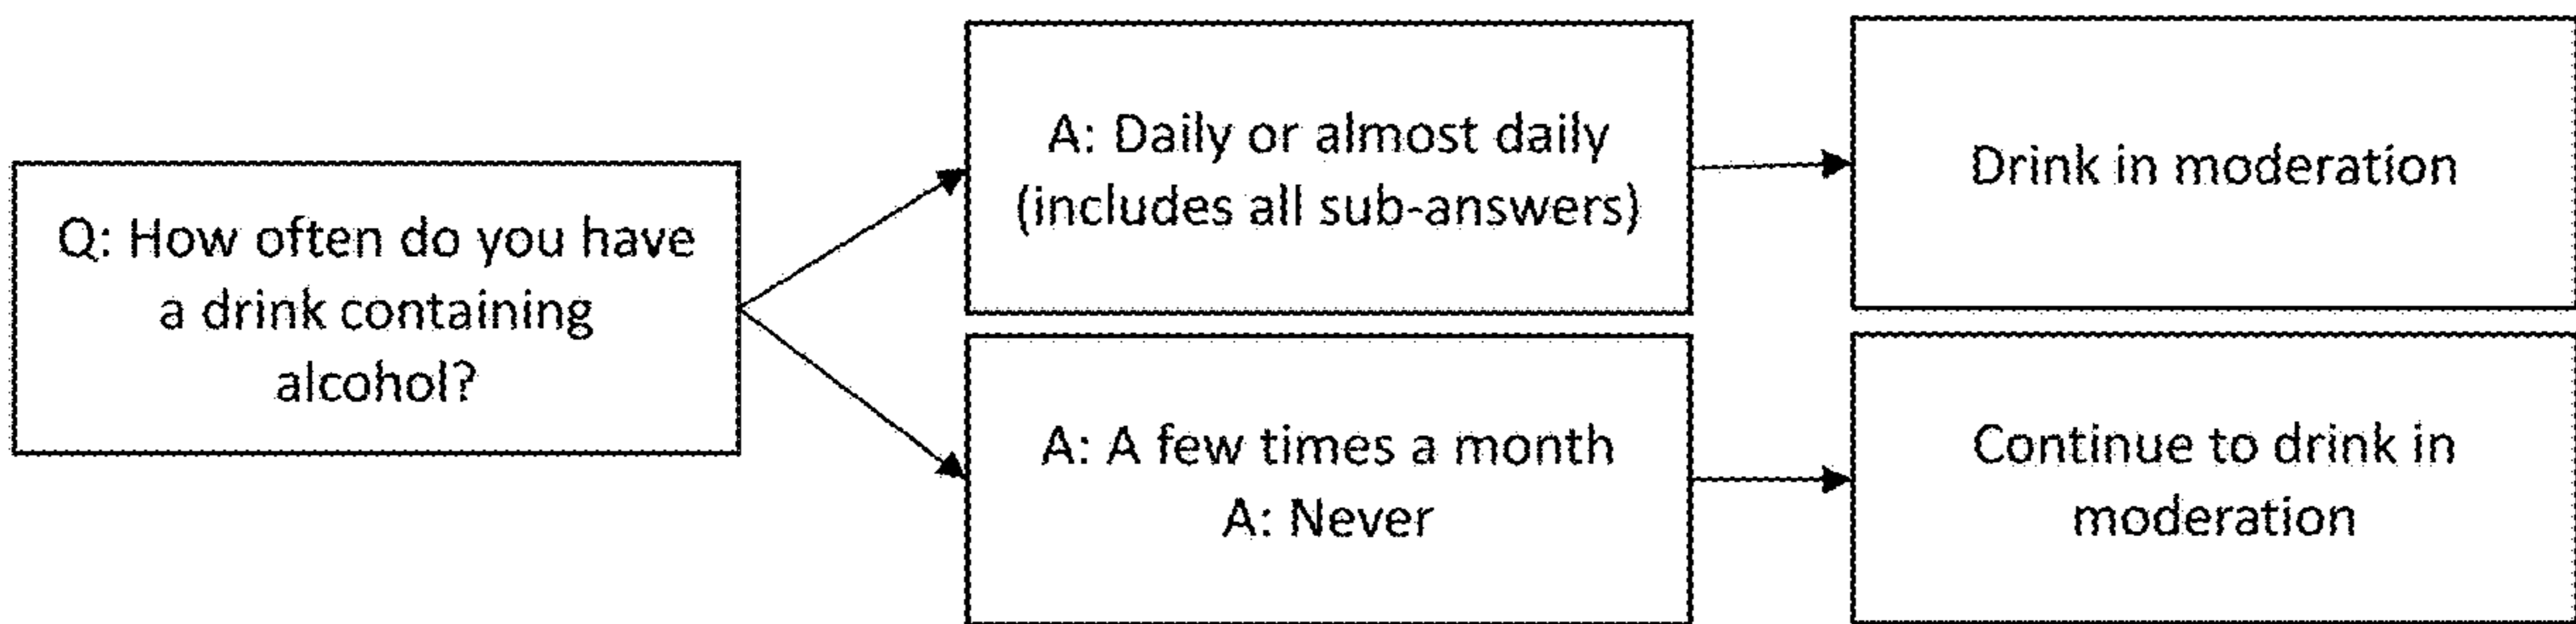 Q: How often do you have
a drink containing
alcohol?
A: Daily or almost daily
(includes all sub-answers)
Drink in moderation
A: A few times a month
A: Never
Continue to drink in
moderation